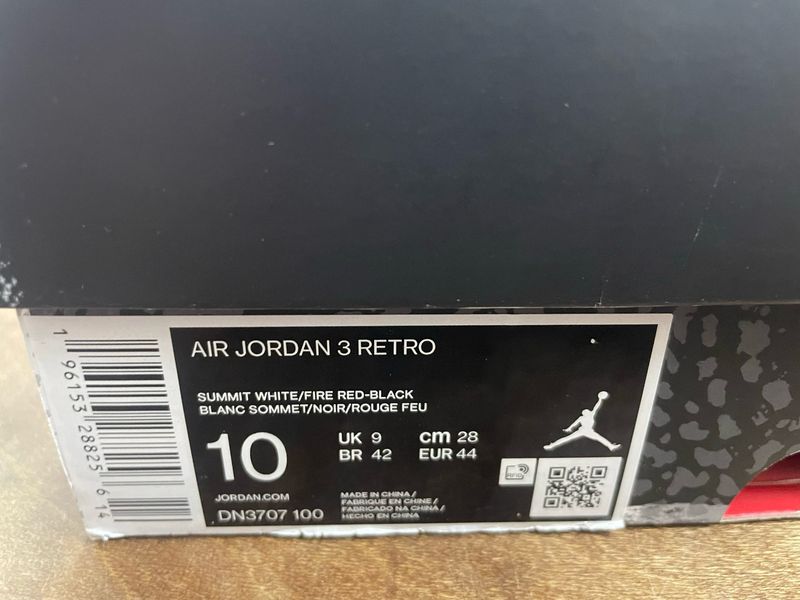 1 96153 28825 6 14
AIR JORDAN 3 RETRO
SUMMIT WHITE/FIRE RED-BLACK
BLANC SOMMET/NOIR/ROUGE FEU
10
UK 9 cm 28
BR 42 EUR 44
RFID
JORDAN.COM
DN3707 100
MADE IN CHINA /
FABRIQUE EN CHINE /
FABRICADO NA CHINA /
HECHO EN CHINA